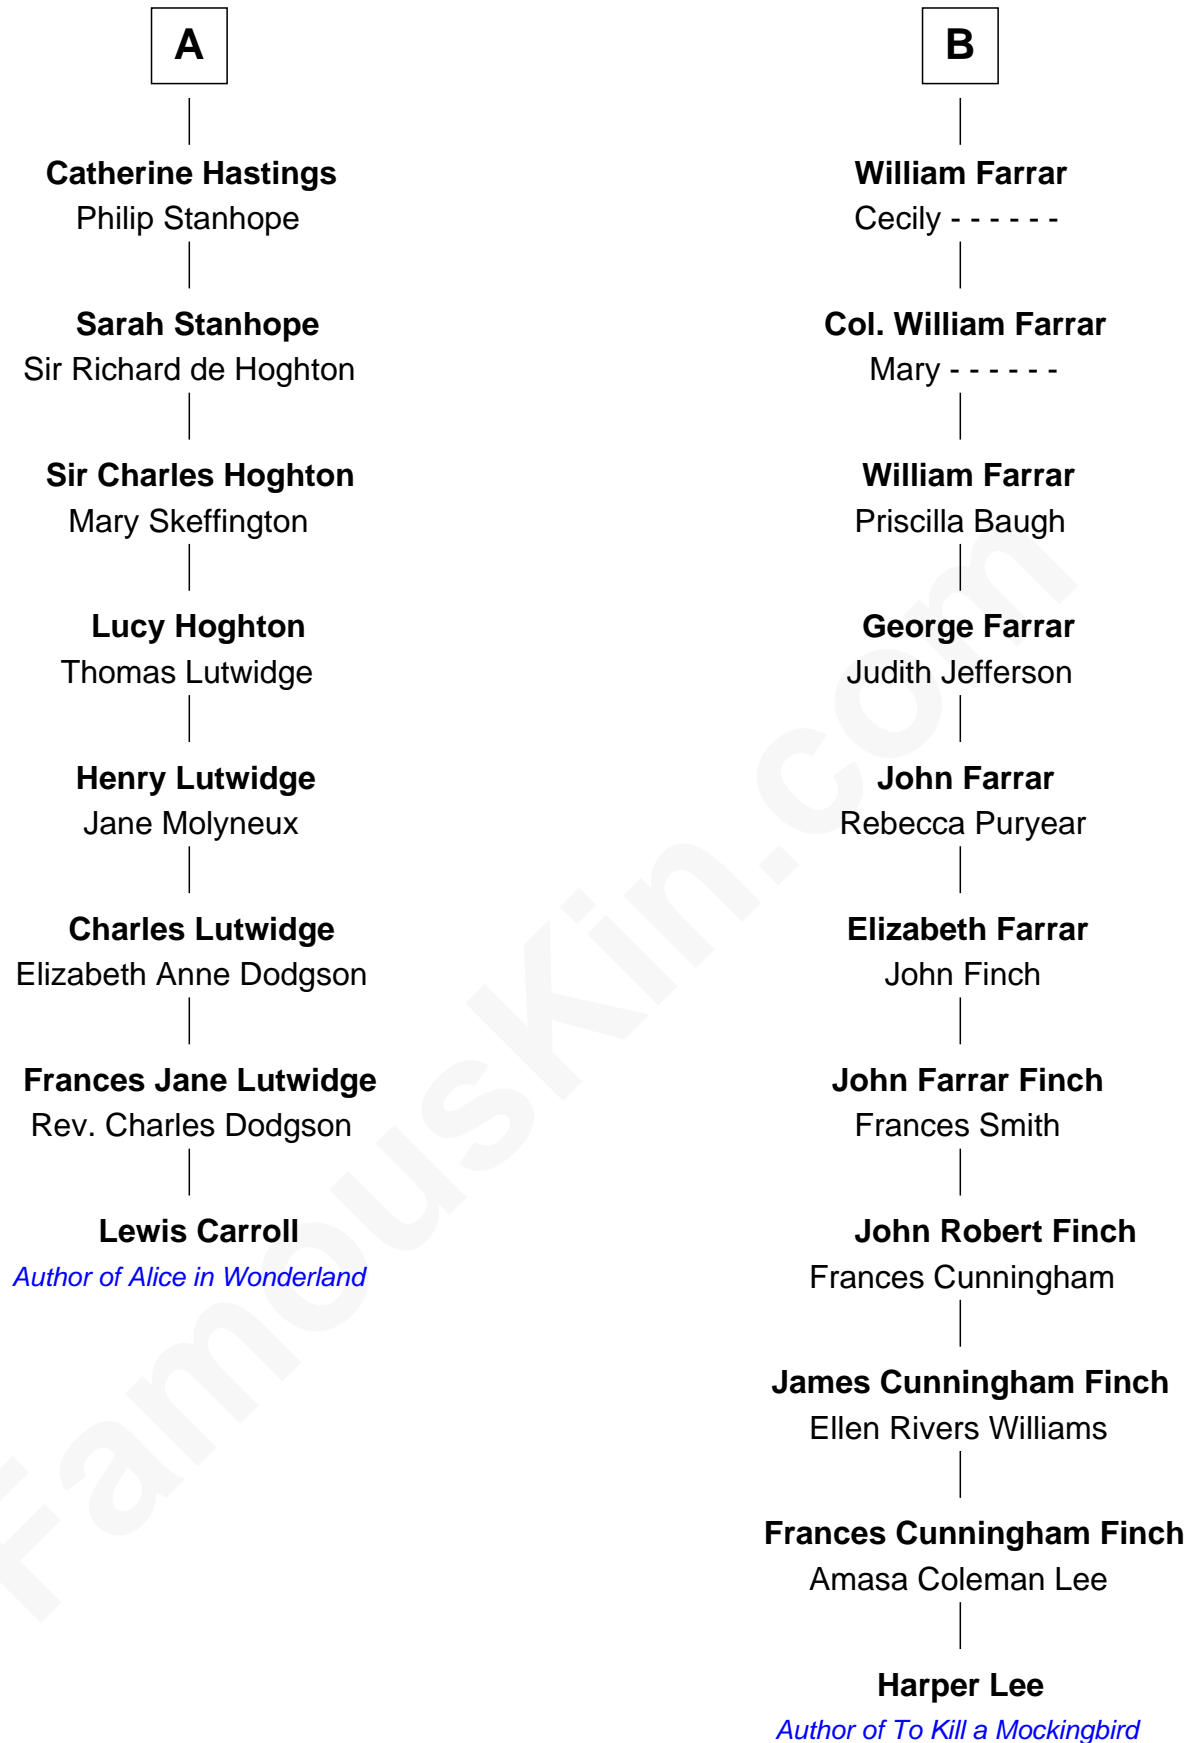 A
Catherine Hastings
Philip Stanhope
Sarah Stanhope
Sir Richard de Hoghton
Sir Charles Hoghton
Mary Skeffington
Lucy Hoghton
Thomas Lutwidge
Henry Lutwidge
Jane Molyneux
Charles Lutwidge
Elizabeth Anne Dodgson
Frances Jane Lutwidge
Rev. Charles Dodgson
Lewis Carroll
Author of Alice in Wonderland
B
William Farrar
Cecily - - - - - -
Col. William Farrar
Mary - - - - - -
William Farrar
Priscilla Baugh
George Farrar
Judith Jefferson
John Farrar
Rebecca Puryear
Elizabeth Farrar
John Finch
John Farrar Finch
Frances Smith
John Robert Finch
Frances Cunningham
James Cunningham Finch
Ellen Rivers Williams
Frances Cunningham Finch
Amasa Coleman Lee
Harper Lee
Author of To Kill a Mockingbird
FamousKin.com